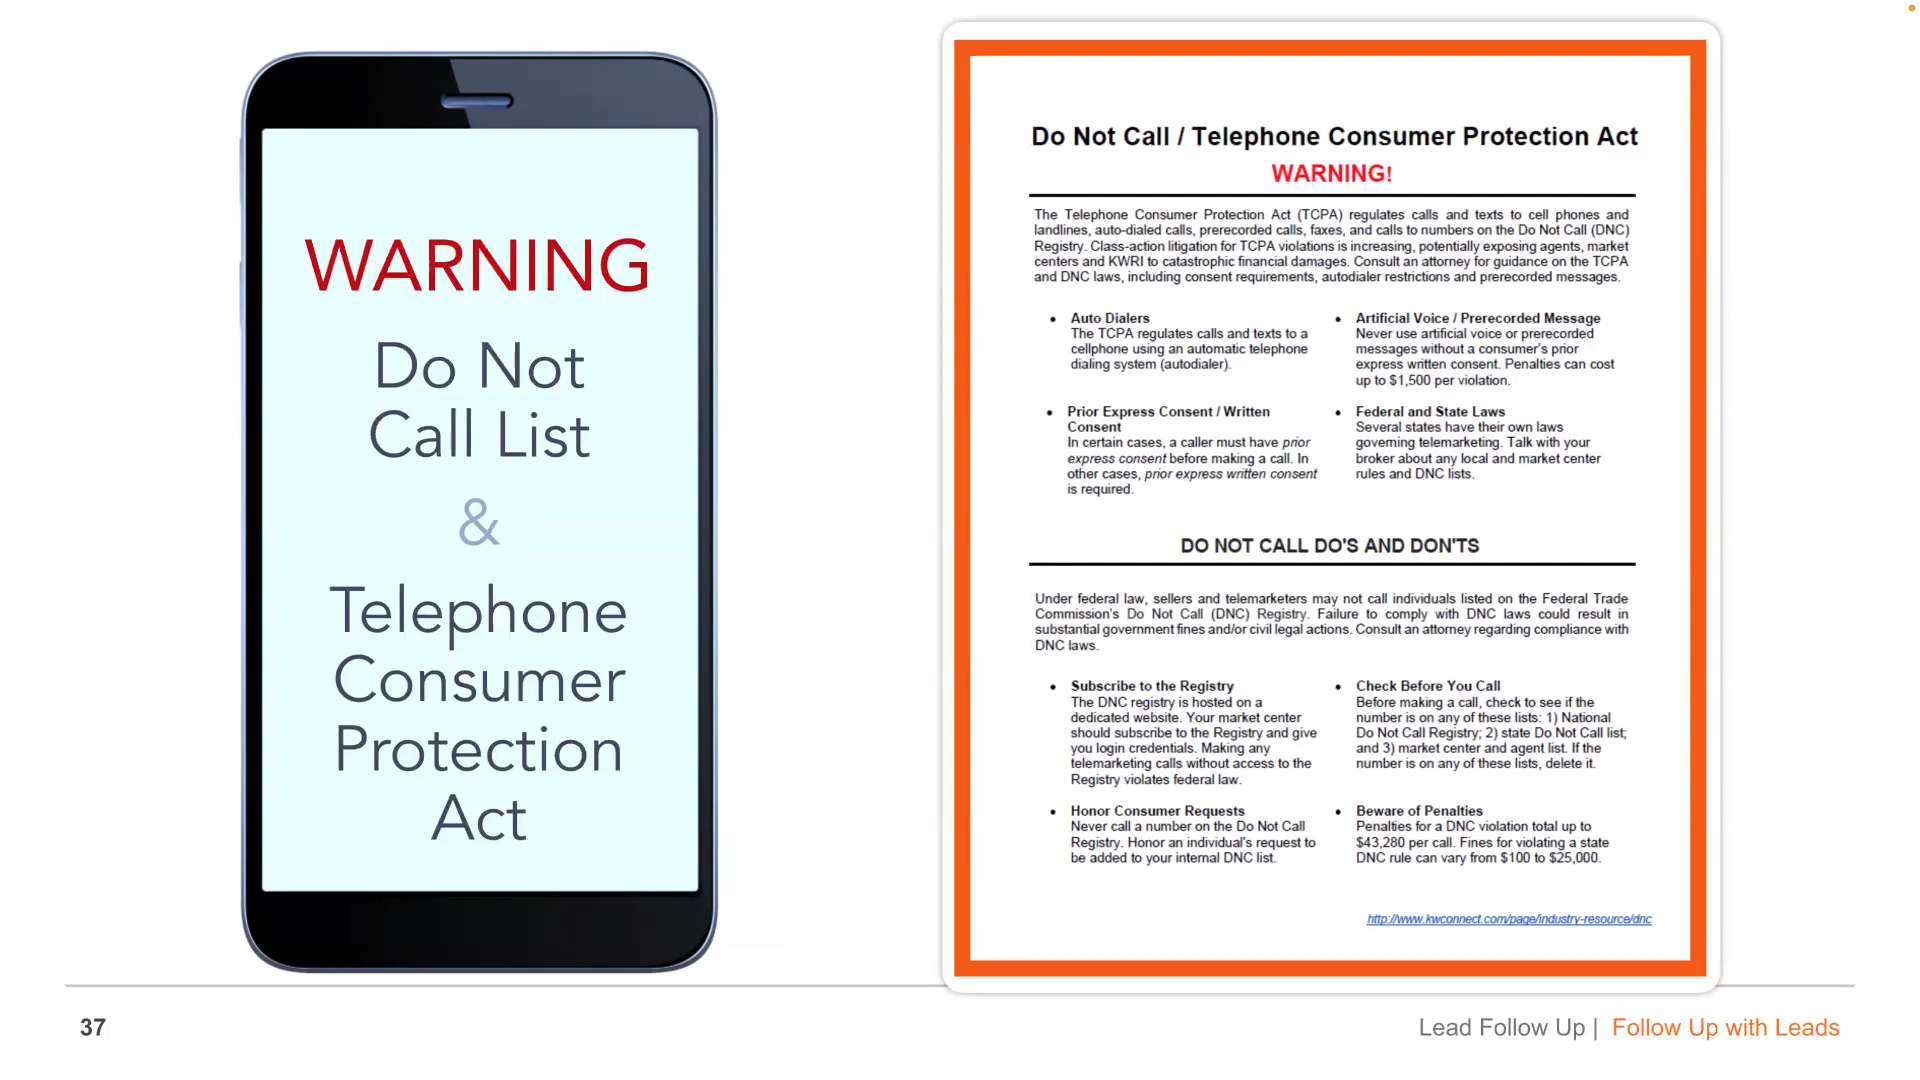 WARNING
Do Not
Call List
&
Telephone
Consumer
Protection
Act
Do Not Call / Telephone Consumer Protection Act
WARNING!
The Telephone Consumer Protection Act (TCPA) regulates calls and texts to cell phones and
landlines, auto-dialed calls, prerecorded calls, faxes, and calls to numbers on the Do Not Call (DNC)
Registry. Class-action litigation for TCPA violations is increasing, potentially exposing agents, market
centers and KWRI to catastrophic financial damages. Consult an attorney for guidance on the TCPA
and DNC laws, including consent requirements, autodialer restrictions and prerecorded messages.
• Auto Dialers
The TCPA regulates calls and texts to a
cellphone using an automatic telephone
dialing system (autodialer).
• Artificial Voice / Prerecorded Message
Never use artificial voice or prerecorded
messages without a consumer's prior
express written consent. Penalties can cost
up to $1,500 per violation.
• Prior Express Consent / Written
Consent
In certain cases, a caller must have prior
express consent before making a call. In
other cases, prior express written consent
is required.
• Federal and State Laws
Several states have their own laws
governing telemarketing. Talk with your
broker about any local and market center
rules and DNC lists.
DO NOT CALL DO'S AND DON'TS
Under federal law, sellers and telemarketers may not call individuals listed on the Federal Trade
Commission's Do Not Call (DNC) Registry. Failure to comply with DNC laws could result in
substantial government fines and/or civil legal actions. Consult an attorney regarding compliance with
DNC laws.
• Subscribe to the Registry
The DNC registry is hosted on a
dedicated website. Your market center
should subscribe to the Registry and give
you login credentials. Making any
telemarketing calls without access to the
Registry violates federal law.
• Check Before You Call
Before making a call, check to see if the
number is on any of these lists: 1) National
Do Not Call Registry; 2) state Do Not Call list;
and 3) market center and agent list. If the
number is on any of these lists, delete it.
• Honor Consumer Requests
Never call a number on the Do Not Call
Registry. Honor an individual's request to
be added to your internal DNC list.
• Beware of Penalties
Penalties for a DNC violation total up to
$43,280 per call. Fines for violating a state
DNC rule can vary from $100 to $25,000.
http://www.kwconnect.com/page/industry-resource/dnc
37
Lead Follow Up | Follow Up with Leads